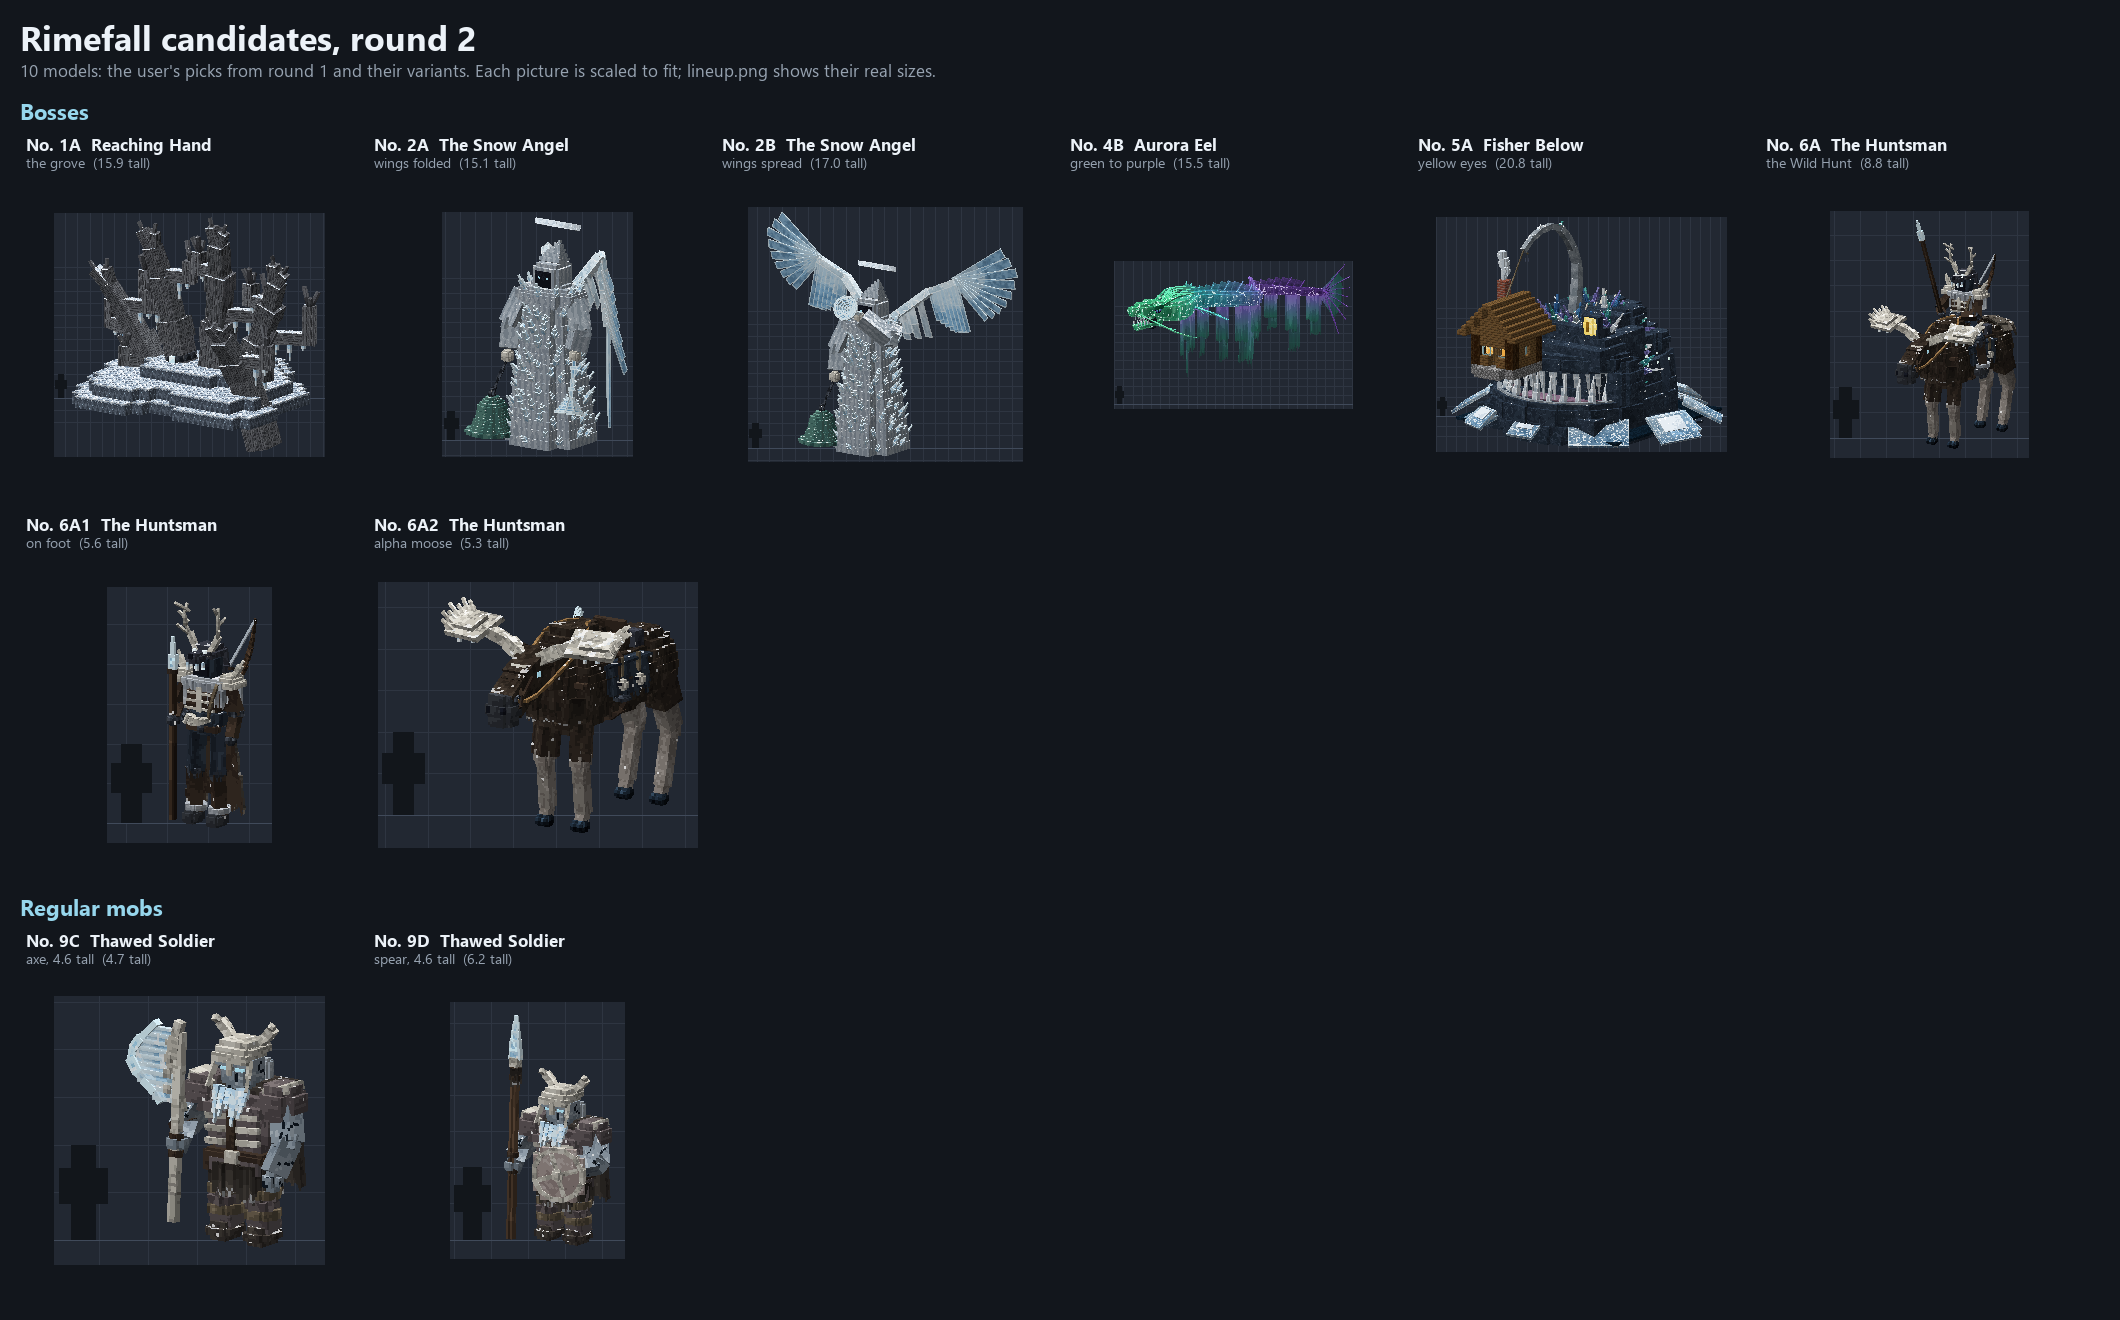 Rimefall candidates, round 2
10 models: the user's picks from round 1 and their variants. Each picture is scaled to fit; lineup.png shows their real sizes.
Bosses
No. 1A Reaching Hand
the grove (15.9 tall)
No. 2A The Snow Angel
wings folded (15.1 tall)
No. 2B The Snow Angel
wings spread (17.0 tall)
No. 4B Aurora Eel
green to purple (15.5 tall)
No. 5A Fisher Below
yellow eyes (20.8 tall)
No. 6A The Huntsman
the Wild Hunt (8.8 tall)
No. 6A1 The Huntsman
on foot (5.6 tall)
No. 6A2 The Huntsman
alpha moose (5.3 tall)
Regular mobs
No. 9C Thawed Soldier
axe, 4.6 tall (4.7 tall)
No. 9D Thawed Soldier
spear, 4.6 tall (6.2 tall)